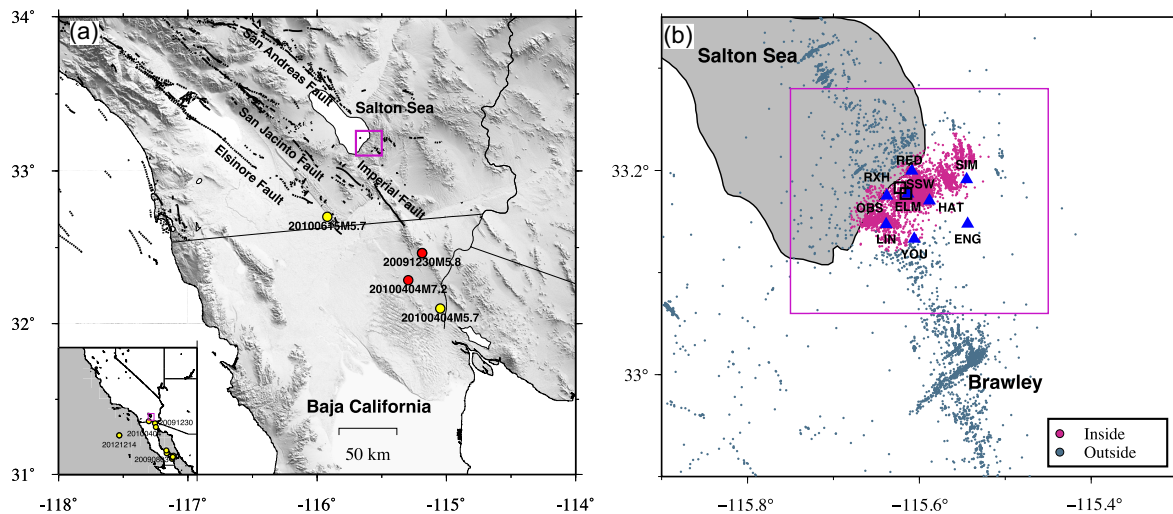 (a)
34°
33°
32°
31°
−118°
−117°
−116°
−115°
−114°
San Andreas Fault
San Jacinto Fault
Elsinore Fault
Imperial Fault
Salton Sea
20100615M5.7
20091230M5.8
20100404M7.2
20100404M5.7
Baja California
50 km
20091230
20121214
(b)
Salton Sea
33.2°
33°
−115.8°
−115.6°
−115.4°
RED
SIM
RXH
SSW
OBS
ELM
HAT
LIN
YOU
ENG
Brawley
Inside
Outside